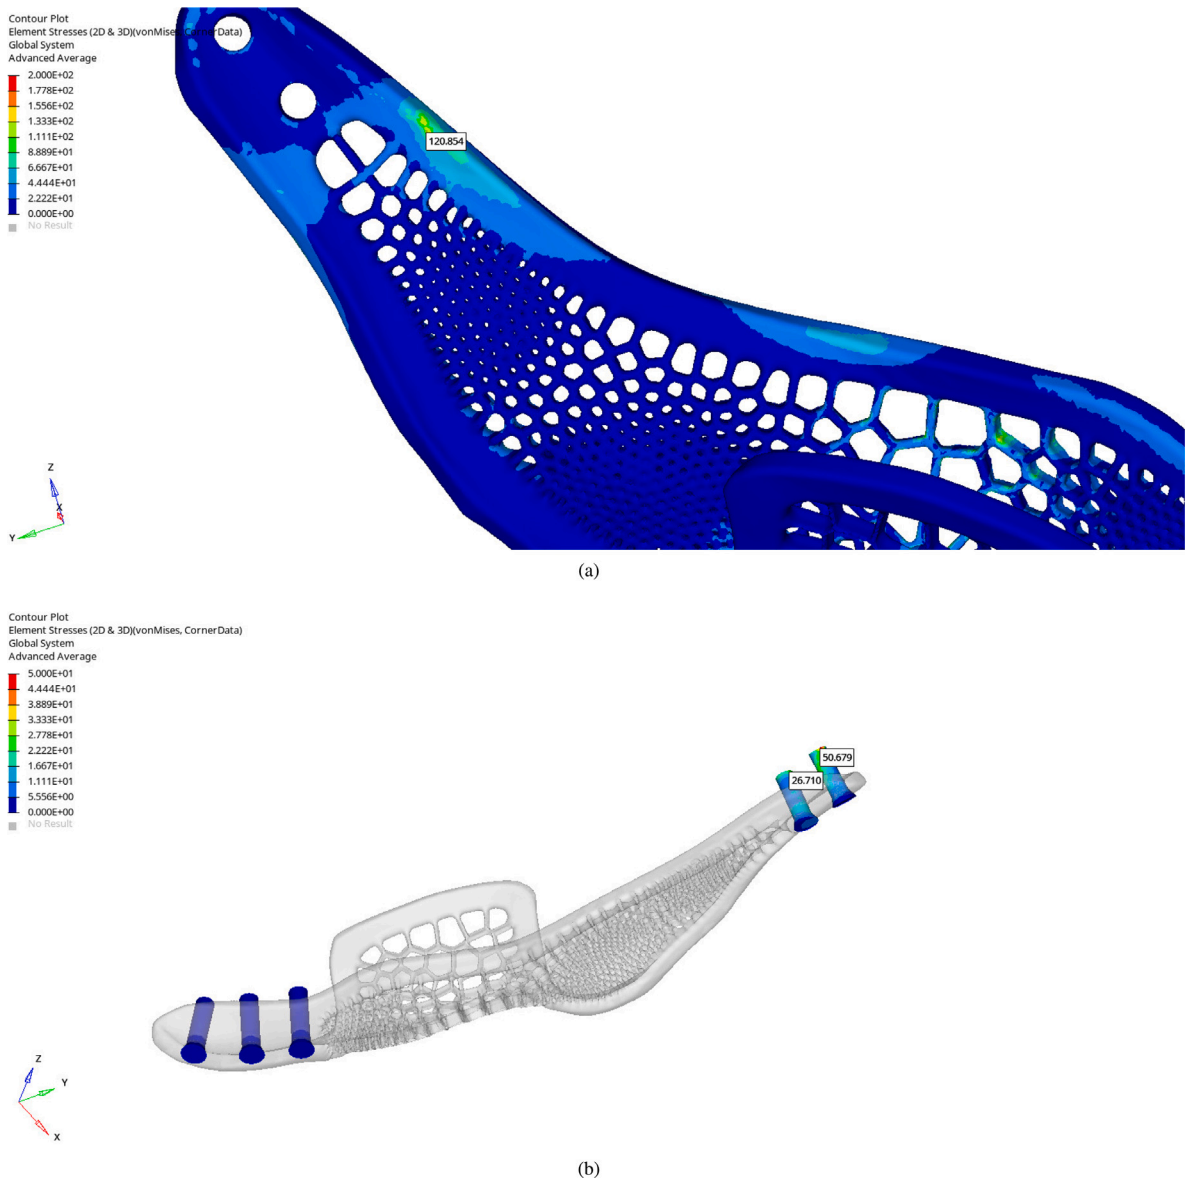 Contour Plot
Element Stresses (2D & 3D)(vonMises, CornerData)
Global System
Advanced Average
2.000E+02
1.778E+02
1.556E+02
1.333E+02
1.111E+02
8.889E+01
6.667E+01
4.444E+01
2.222E+01
0.000E+00
No Result
120.854
Z
X
Y
(a)
Contour Plot
Element Stresses (2D & 3D)(vonMises, CornerData)
Global System
Advanced Average
5.000E+01
4.444E+01
3.889E+01
3.333E+01
2.778E+01
2.222E+01
1.667E+01
1.111E+01
5.556E+00
0.000E+00
No Result
50.679
26.710
Z
Y
X
(b)